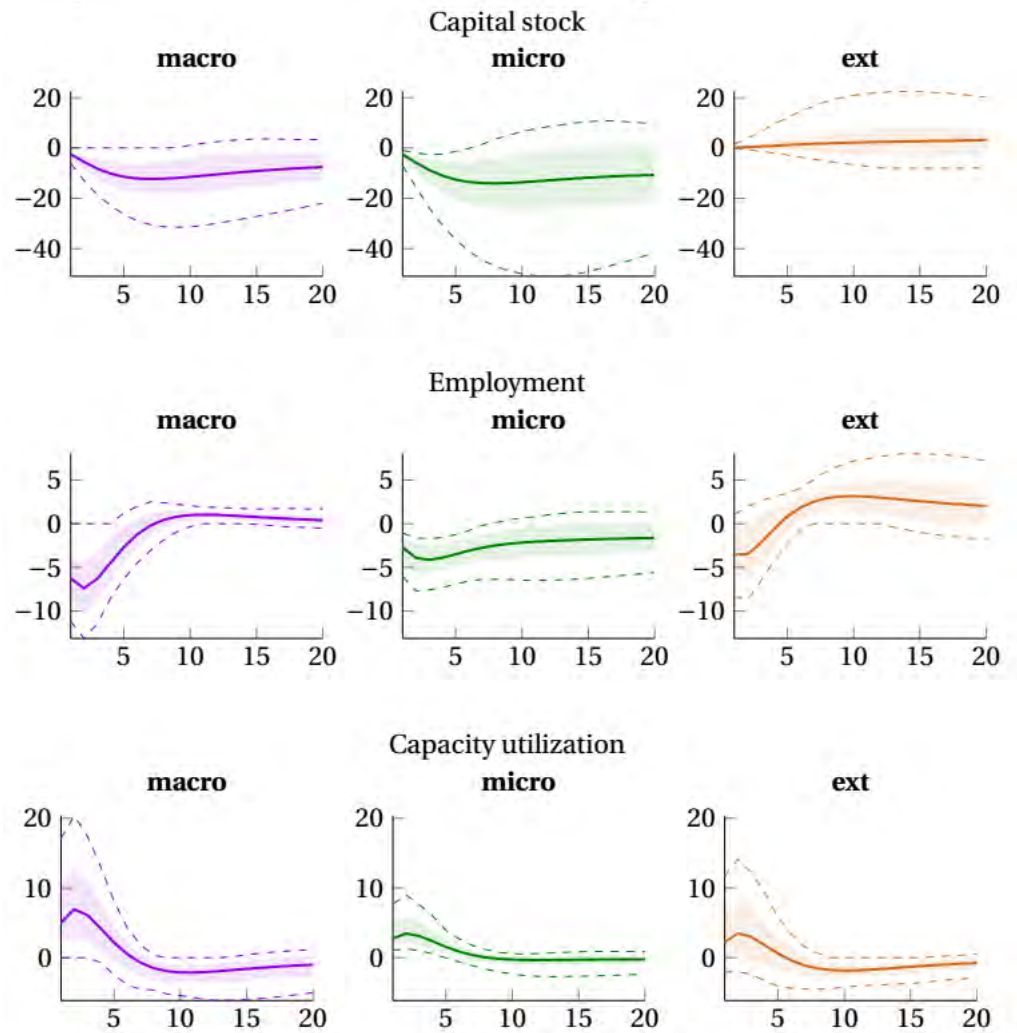 Capital stock
macro micro ext
20 20 20
0 0 0
−20 −20 −20
−40 −40 −40
5 10 15 20 5 10 15 20 5 10 15 20
Employment
macro micro ext
5 5 5
0 0 0
−5 −5 −5
−10 −10 −10
5 10 15 20 5 10 15 20 5 10 15 20
Capacity utilization
macro micro ext
20 20 20
10 10 10
0 0 0
5 10 15 20 5 10 15 20 5 10 15 20